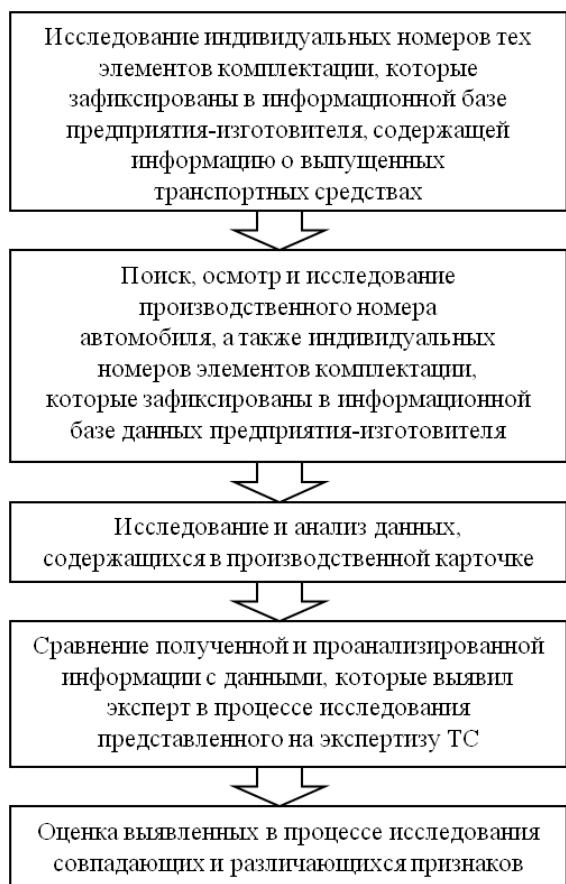 Исследование индивидуальных номеров тех
элементов комплектации, которые
зафиксированы в информационной базе
предприятия-изготовителя, содержащей
информацию о выпущенных
транспортных средствах
Поиск, осмотр и исследование
производственного номера
автомобиля, а также индивидуальных
номеров элементов комплектации,
которые зафиксированы в информационной
базе данных предприятия-изготовителя
Исследование и анализ данных,
содержащихся в производственной карточке
Сравнение полученной и проанализированной
информации с данными, которые выявил
эксперт в процессе исследования
представленного на экспертизу ТС
Оценка выявленных в процессе исследования
совпадающих и различающихся признаков